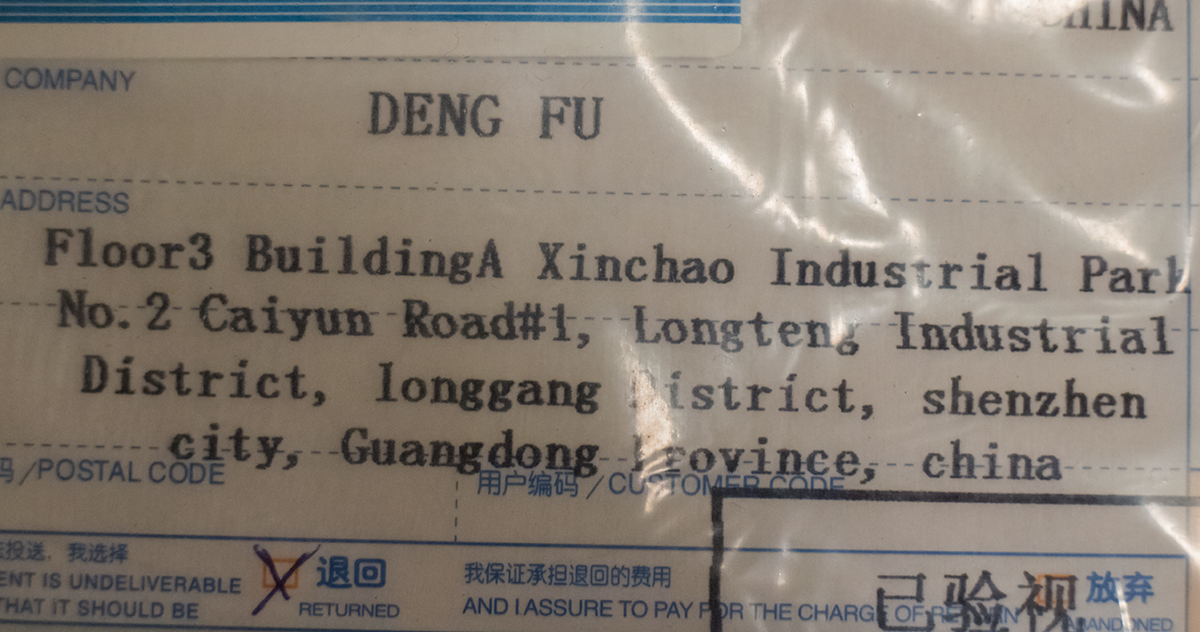 CHINA
COMPANY
DENG FU
ADDRESS
Floor3 BuildingA Xinchao Industrial Park
No.2 Caiyun Road#1, Longteng Industrial
District, longgang District, shenzhen
city, Guangdong Province, china
码/POSTAL CODE
用户编码/CUSTOMER CODE
投送，我选择
ENT IS UNDELIVERABLE
THAT IT SHOULD BE
退回
RETURNED
我保证承担退回的费用
AND I ASSURE TO PAY FOR THE CHARGE OF RETURN
已验视
放弃
ABANDONED